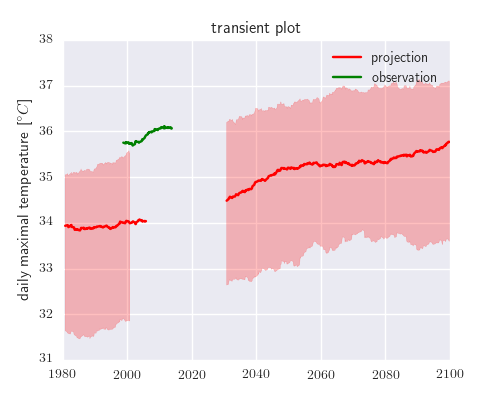 transient plot
projection
observation
daily maximal temperature [°C]
38
37
36
35
34
33
32
31
1980 2000 2020 2040 2060 2080 2100